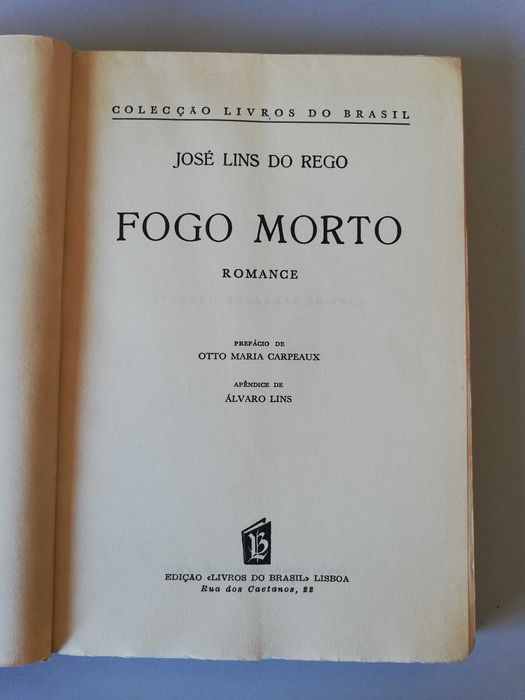 COLECÇÃO LIVROS DO BRASIL
JOSÉ LINS DO REGO
FOGO MORTO
ROMANCE
PREFÁCIO DE
OTTO MARIA CARPEAUX
APÊNDICE DE
ÁLVARO LINS
LB
EDIÇÃO «LIVROS DO BRASIL» LISBOA
Rua dos Caetanos, 22